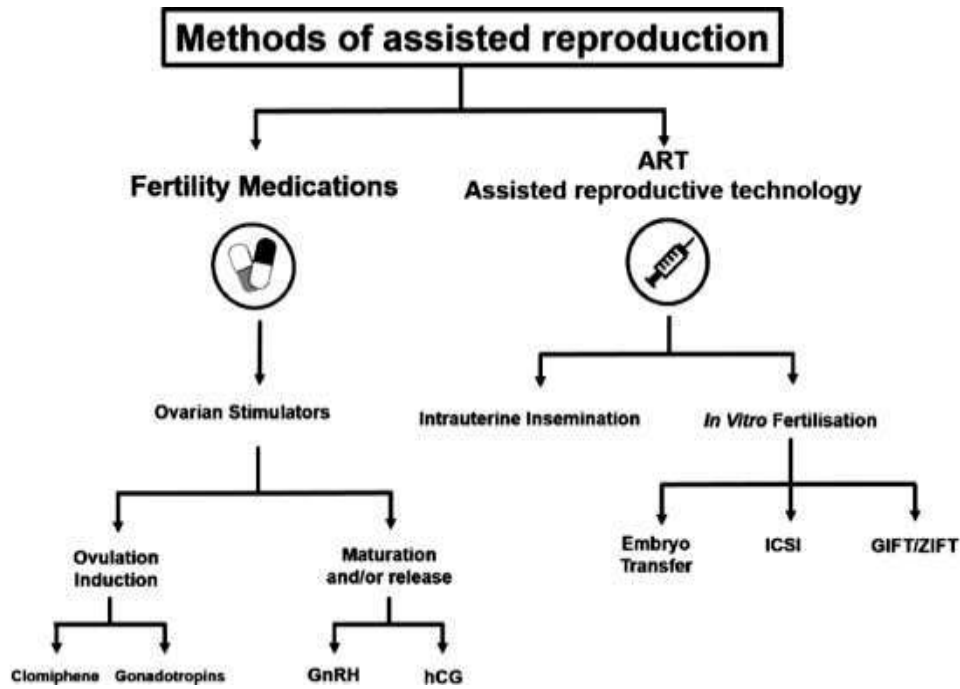 Methods of assisted reproduction
Fertility Medications
ART
Assisted reproductive technology
Ovarian Stimulators
Intrauterine Insemination
In Vitro Fertilisation
Ovulation
Induction
Maturation
and/or release
Embryo
Transfer
ICSI
GIFT/ZIFT
Clomiphene
Gonadotropins
GnRH
hCG